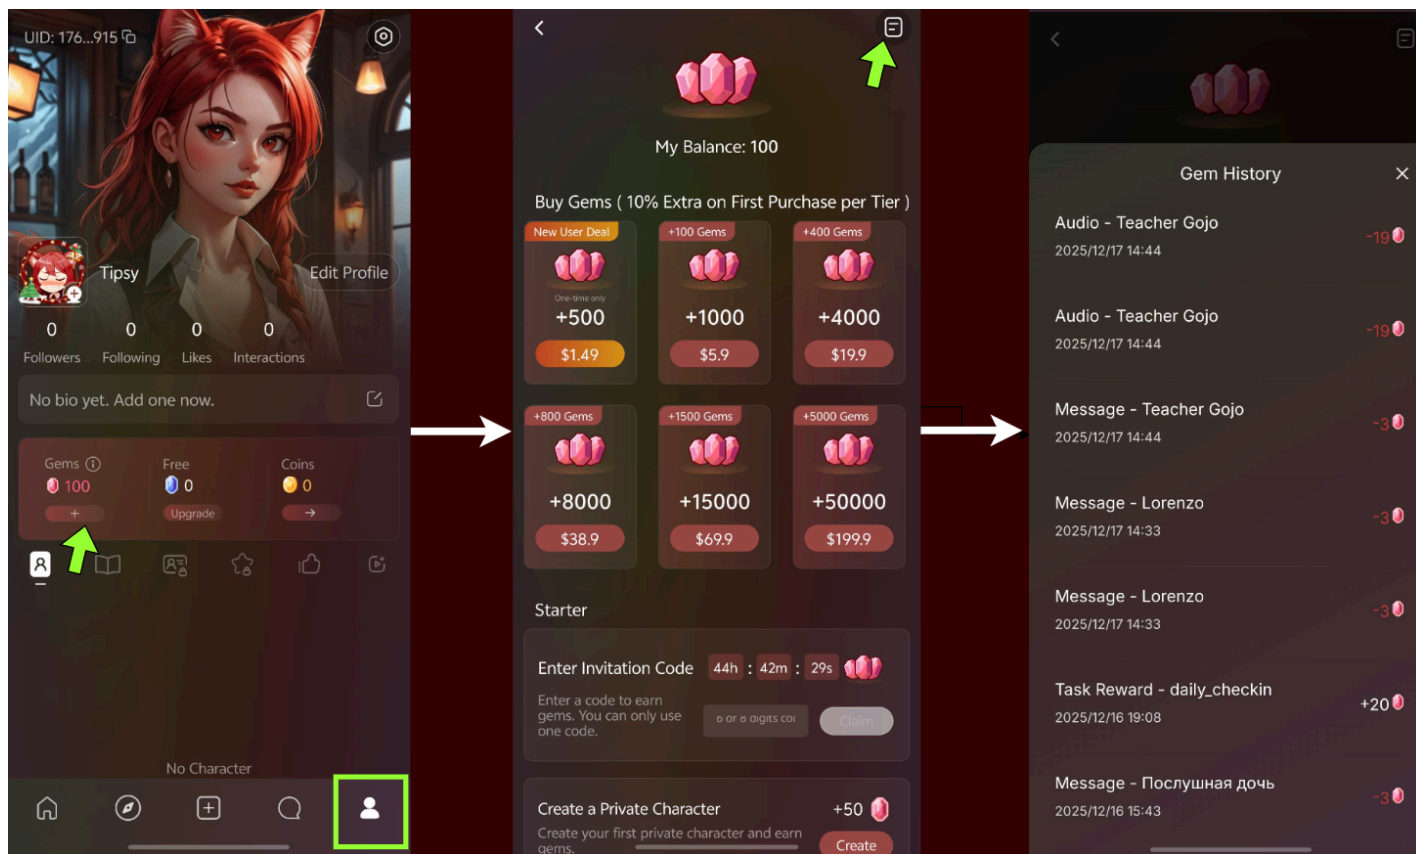 UID: 176...915
Tipsy
Edit Profile
0 0 0 0
Followers Following Likes Interactions
No bio yet. Add one now.
Gems Free Coins
100 0 0
+ Upgrade →
No Character
My Balance: 100
Buy Gems ( 10% Extra on First Purchase per Tier )
New User Deal
One-time only
+500
$1.49
+100 Gems
+1000
$5.9
+400 Gems
+4000
$19.9
+800 Gems
+8000
$38.9
+1500 Gems
+15000
$69.9
+5000 Gems
+50000
$199.9
Starter
Enter Invitation Code 44h : 42m : 29s
Enter a code to earn
gems. You can only use
one code.
6 or 8 digits
Claim
Create a Private Character +50
Create your first private character and earn
gems.
Create
Gem History
Audio - Teacher Gojo
2025/12/17 14:44
-19
Audio - Teacher Gojo
2025/12/17 14:44
-19
Message - Teacher Gojo
2025/12/17 14:44
-3
Message - Lorenzo
2025/12/17 14:33
-3
Message - Lorenzo
2025/12/17 14:33
-3
Task Reward - daily_checkin
2025/12/16 19:08
+20
Message - Послушная дочь
2025/12/16 15:43
-3